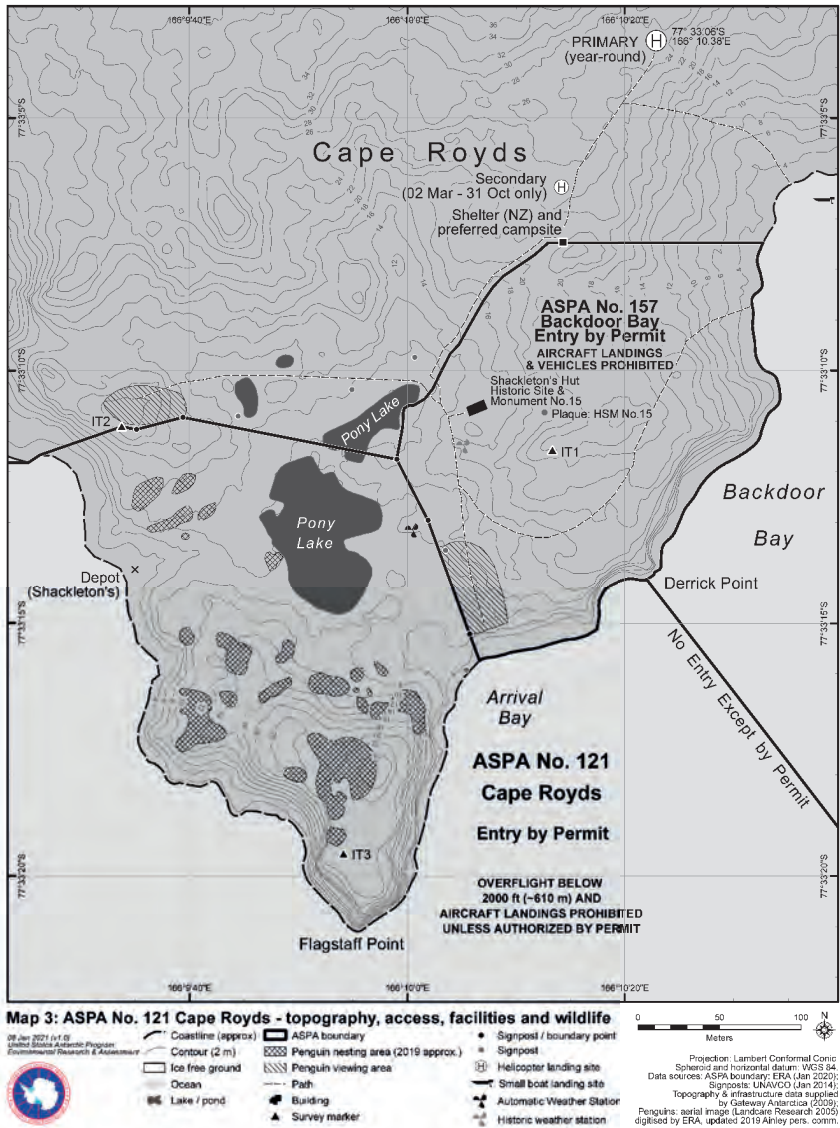 166°9'40"E
166°10'0"E
166°10'20"E
PRIMARY
(year-round)
H
77° 33.06'S
166° 10.38'E
77°33'5"S
77°33'5"S
Cape Royds
Secondary
(02 Mar - 31 Oct only)
H
Shelter (NZ) and
preferred campsite
ASPA No. 157
Backdoor Bay
Entry by Permit
AIRCRAFT LANDINGS
& VEHICLES PROHIBITED
77°33'10"S
77°33'10"S
Shackleton's Hut
Historic Site &
Monument No.15
Plaque: HSM No.15
Pony Lake
IT2
IT1
Backdoor
Bay
Pony
Lake
Depot
(Shackleton's)
Derrick Point
77°33'15"S
77°33'15"S
No Entry Except by Permit
Arrival
Bay
ASPA No. 121
Cape Royds
Entry by Permit
IT3
77°33'20"S
77°33'20"S
OVERFLIGHT BELOW
2000 ft (~610 m) AND
AIRCRAFT LANDINGS PROHIBITED
UNLESS AUTHORIZED BY PERMIT
Flagstaff Point
166°9'40"E
166°10'0"E
166°10'20"E
Map 3: ASPA No. 121 Cape Royds - topography, access, facilities and wildlife
08 Jan 2021 (v1.0)
United States Antarctic Program
Environmental Research & Assessment
Coastline (approx)
Contour (2 m)
Ice free ground
Ocean
Lake / pond
ASPA boundary
Penguin nesting area (2019 approx.)
Penguin viewing area
Path
Building
Survey marker
Signpost / boundary point
Signpost
H Helicopter landing site
Small boat landing site
Automatic Weather Station
Historic weather station
0 50 100
Meters
N
Projection: Lambert Conformal Conic
Spheroid and horizontal datum: WGS 84.
Data sources: ASPA boundary: ERA (Jan 2020);
Signposts: UNAVCO (Jan 2014);
Topography & infrastructure data supplied
by Gateway Antarctica (2009);
Penguins: aerial image (Landcare Research 2005)
digitised by ERA, updated 2019 Ainley pers. comm.